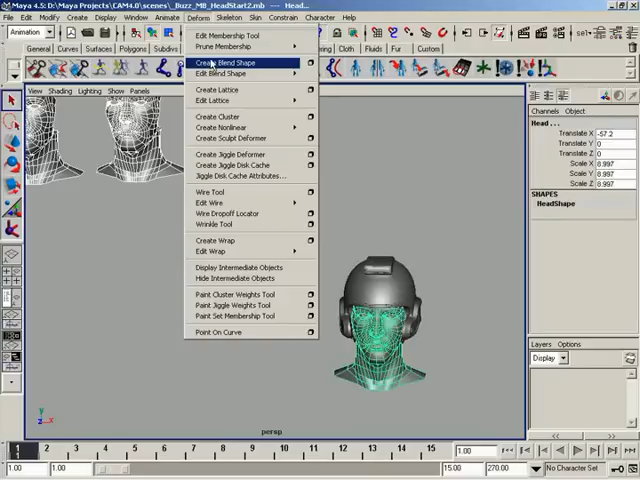 Maya 4.5: D:\Maya Projects\CAM4.0\scenes\_Buzz_MB_HeadStart2.mb --- Head...
File Edit Modify Create Display Window Animate Deform Skeleton Skin Constrain Character Help
Animation
General Curves Surfaces Polygons Subdivs Cloth Fluids Custom
View Shading Lighting Show Panels
Edit Membership Tool
Prune Membership
Create Blend Shape
Edit Blend Shape
Create Lattice
Edit Lattice
Create Cluster
Create Nonlinear
Create Sculpt Deformer
Create Jiggle Deformer
Create Jiggle Disk Cache
Jiggle Disk Cache Attributes...
Wire Tool
Edit Wire
Wire Dropoff Locator
Wrinkle Tool
Create Wrap
Edit Wrap
Display Intermediate Objects
Hide Intermediate Objects
Paint Cluster Weights Tool
Paint Jiggle Weights Tool
Paint Set Membership Tool
Point On Curve
Channels Object
Head . . .
Translate X -57.2
Translate Y 0
Translate Z 0
Scale X 8.997
Scale Y 8.997
Scale Z 8.997
SHAPES
HeadShape
Layers Options
Display
y
z x
persp
1 2 3 4 5 6 7 8 9 10 11 12 13 14 15 1.00
1.00 1.00 15.00 270.00 No Character Set